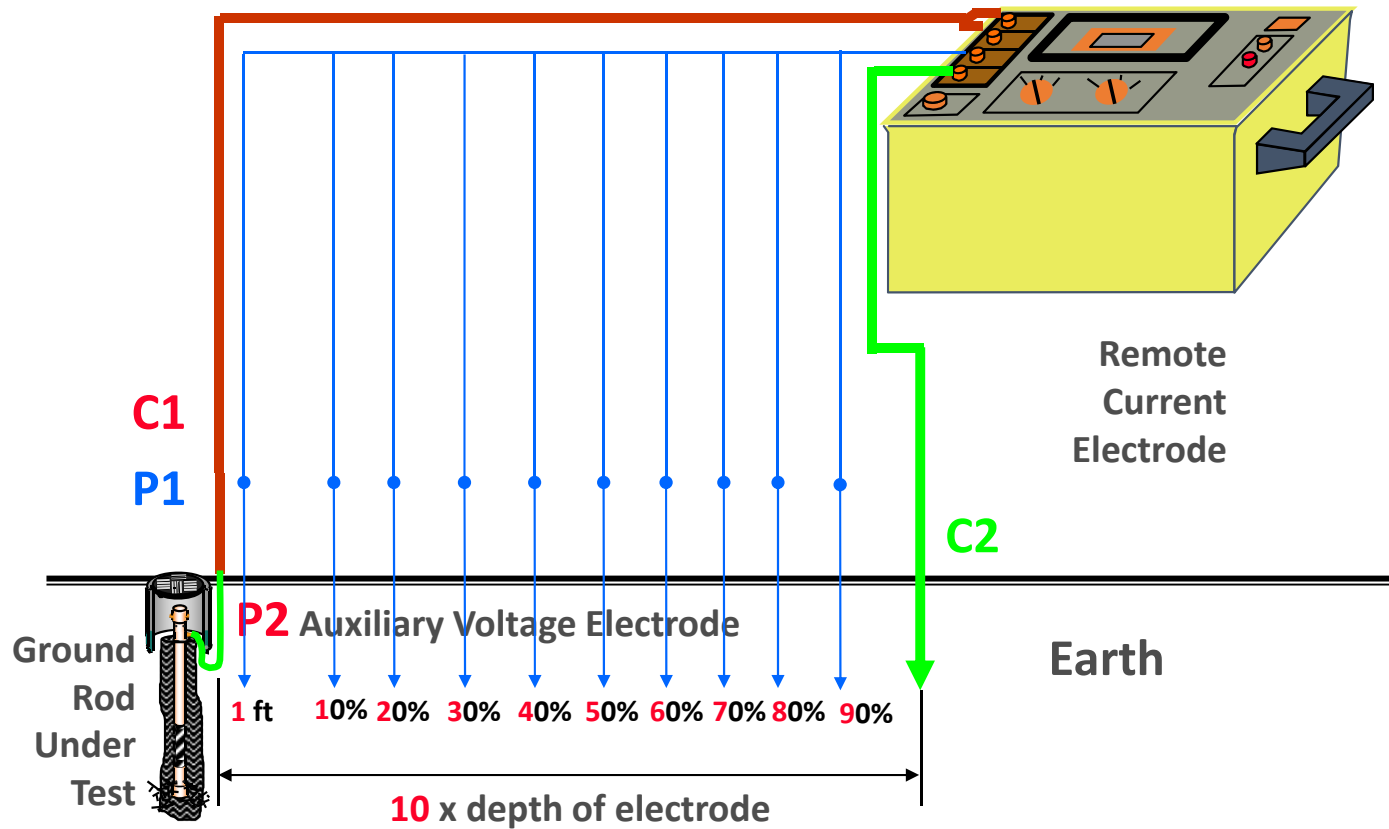 C1
P1
Remote
Current
Electrode
C2
P2 Auxiliary Voltage Electrode
Ground
Rod
Under
Test
Earth
1 ft 10% 20% 30% 40% 50% 60% 70% 80% 90%
10 x depth of electrode